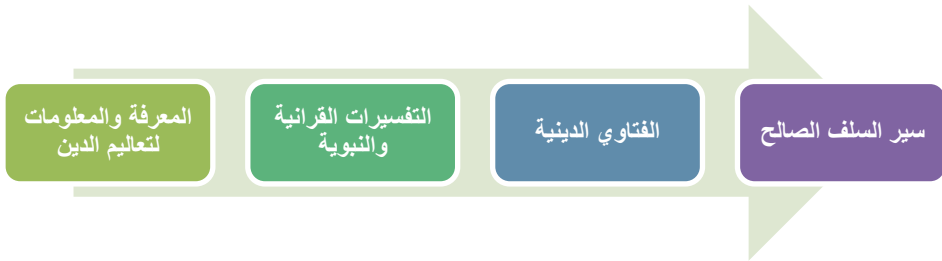 المعرفة والمعلومات
لتعاليم الدين
التفسيرات القرانية
والنبوية
الفتاوي الدينية
سير السلف الصالح